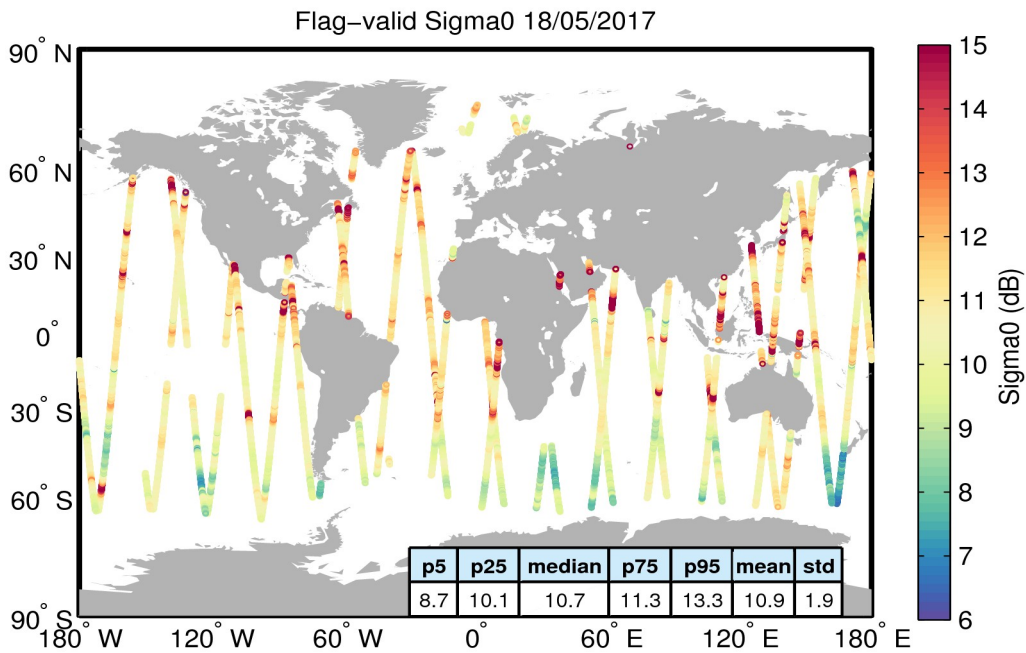 Flag−valid Sigma0 18/05/2017
90° N
60° N
30° N
0°
30° S
60° S
90° S
180° W
120° W
60° W
0°
60° E
120° E
180° E
p5 p25 median p75 p95 mean std
8.7 10.1 10.7 11.3 13.3 10.9 1.9
15
14
13
12
11
10
9
8
7
6
Sigma0 (dB)